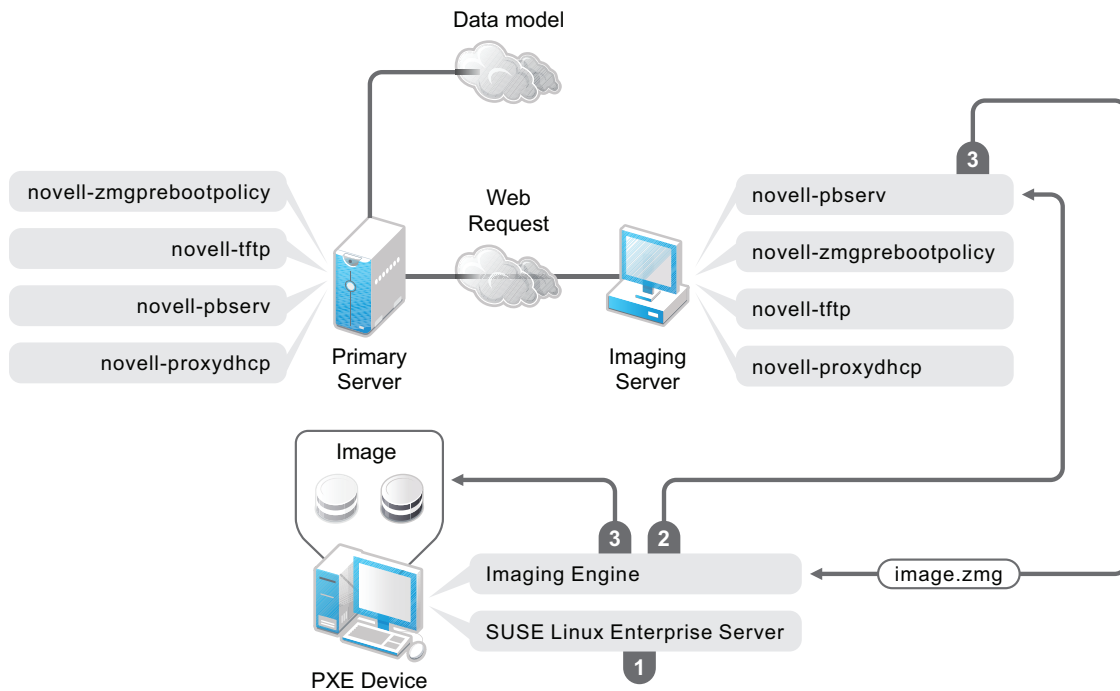 Data model
3
novell-zmgprebootpolicy
novell-tftp
novell-pbserv
novell-proxydhcp
Web
Request
novell-pbserv
novell-zmgprebootpolicy
novell-tftp
novell-proxydhcp
Primary
Server
Imaging
Server
Image
3
2
Imaging Engine
image.zmg
SUSE Linux Enterprise Server
1
PXE Device